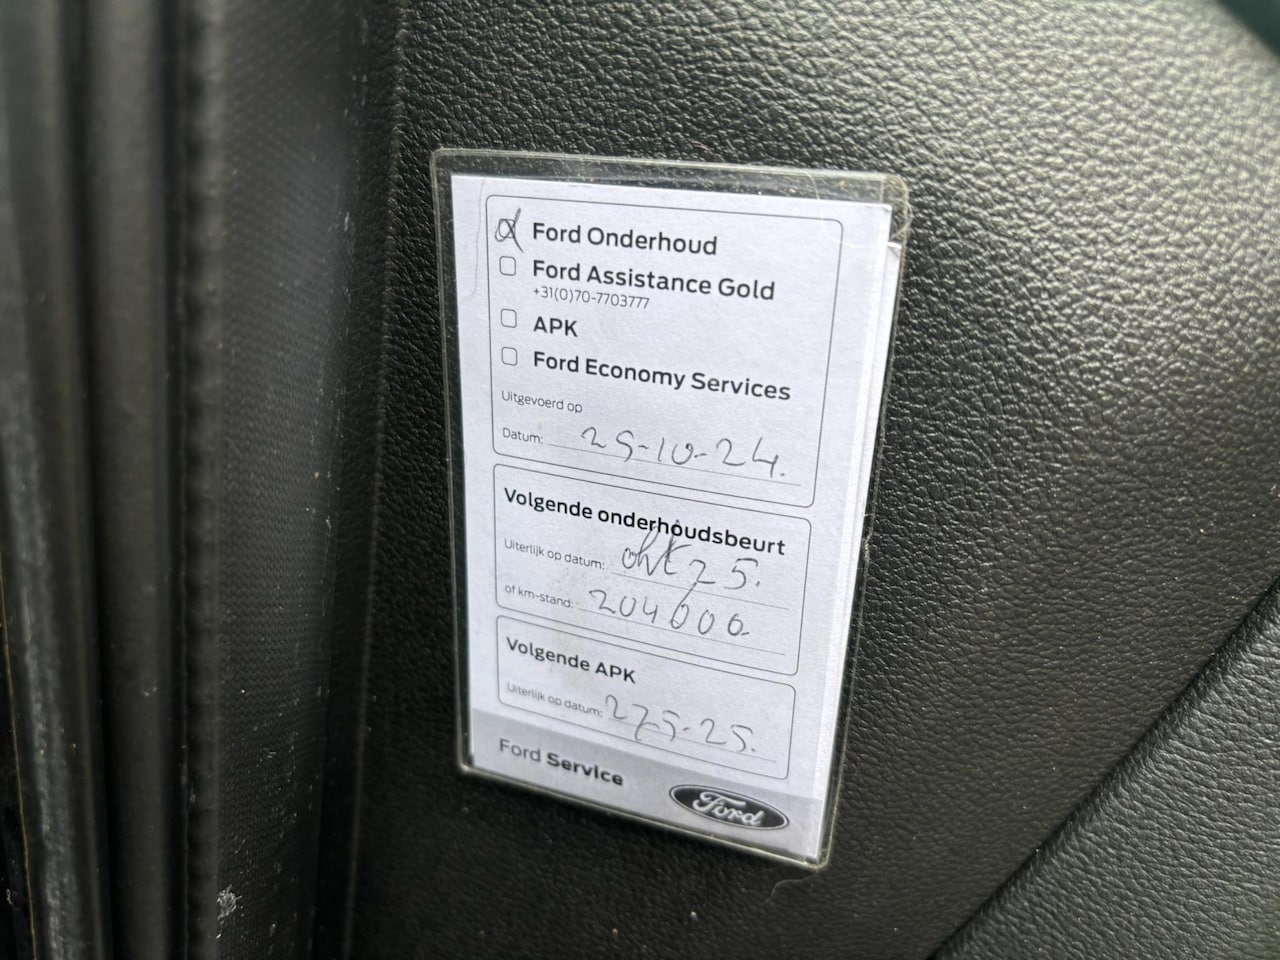 Ford Onderhoud
Ford Assistance Gold
+31(0)70-7703777
APK
Ford Economy Services
Uitgevoerd op
Datum: 25-10-24.
Volgende onderhoudsbeurt
Uiterlijk op datum: okt 25.
of km-stand: 204000
Volgende APK
Uiterlijk op datum: 27-5-25.
Ford Service
Ford